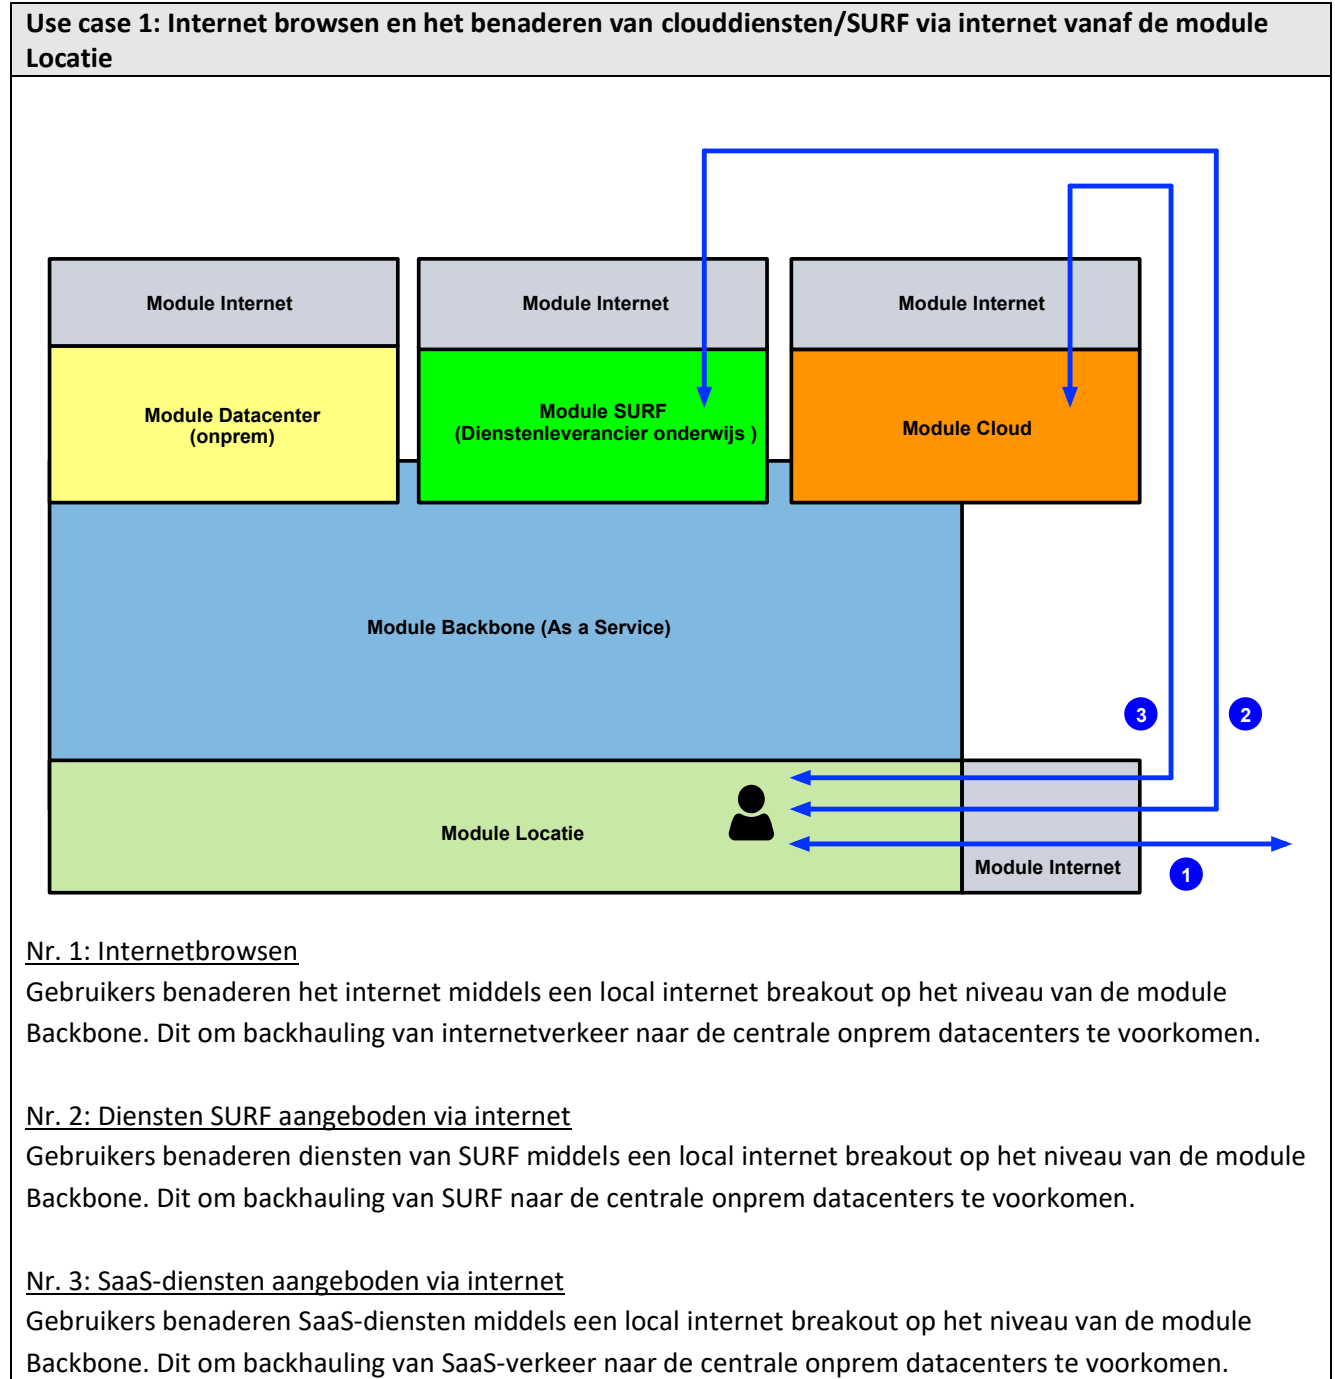 Use case 1: Internet browsen en het benaderen van clouddiensten/SURF via internet vanaf de module
Locatie
Module Internet
Module Internet
Module Internet
Module Datacenter
(onprem)
Module SURF
(Dienstenleverancier onderwijs )
Module Cloud
Module Backbone (As a Service)
3
2
Module Locatie
Module Internet
1
Nr. 1: Internetbrowsen
Gebruikers benaderen het internet middels een local internet breakout op het niveau van de module
Backbone. Dit om backhauling van internetverkeer naar de centrale onprem datacenters te voorkomen.
Nr. 2: Diensten SURF aangeboden via internet
Gebruikers benaderen diensten van SURF middels een local internet breakout op het niveau van de module
Backbone. Dit om backhauling van SURF naar de centrale onprem datacenters te voorkomen.
Nr. 3: SaaS-diensten aangeboden via internet
Gebruikers benaderen SaaS-diensten middels een local internet breakout op het niveau van de module
Backbone. Dit om backhauling van SaaS-verkeer naar de centrale onprem datacenters te voorkomen.